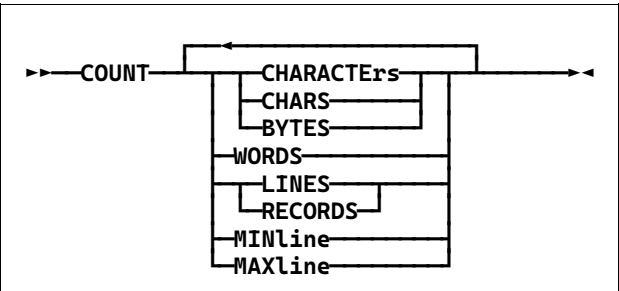 COUNT CHARACTErs
CHARS
BYTES
WORDS
LINES
RECORDS
MINline
MAXline